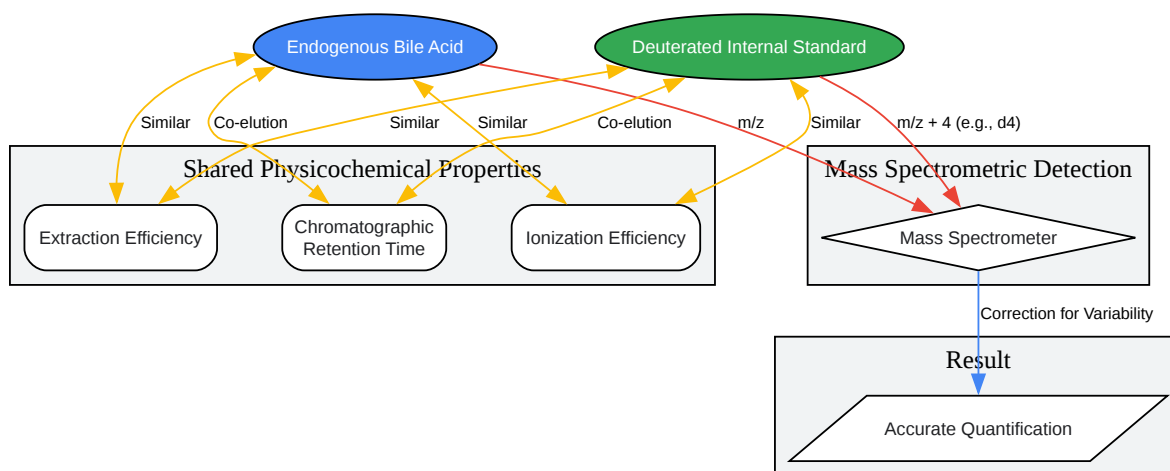 Endogenous Bile Acid
Deuterated Internal Standard
Similar
Co-elution
Similar
Similar
Co-elution
m/z
Similar
m/z + 4 (e.g., d4)
Shared Physicochemical Properties
Mass Spectrometric Detection
Extraction Efficiency
Chromatographic
Retention Time
Ionization Efficiency
Mass Spectrometer
Correction for Variability
Result
Accurate Quantification